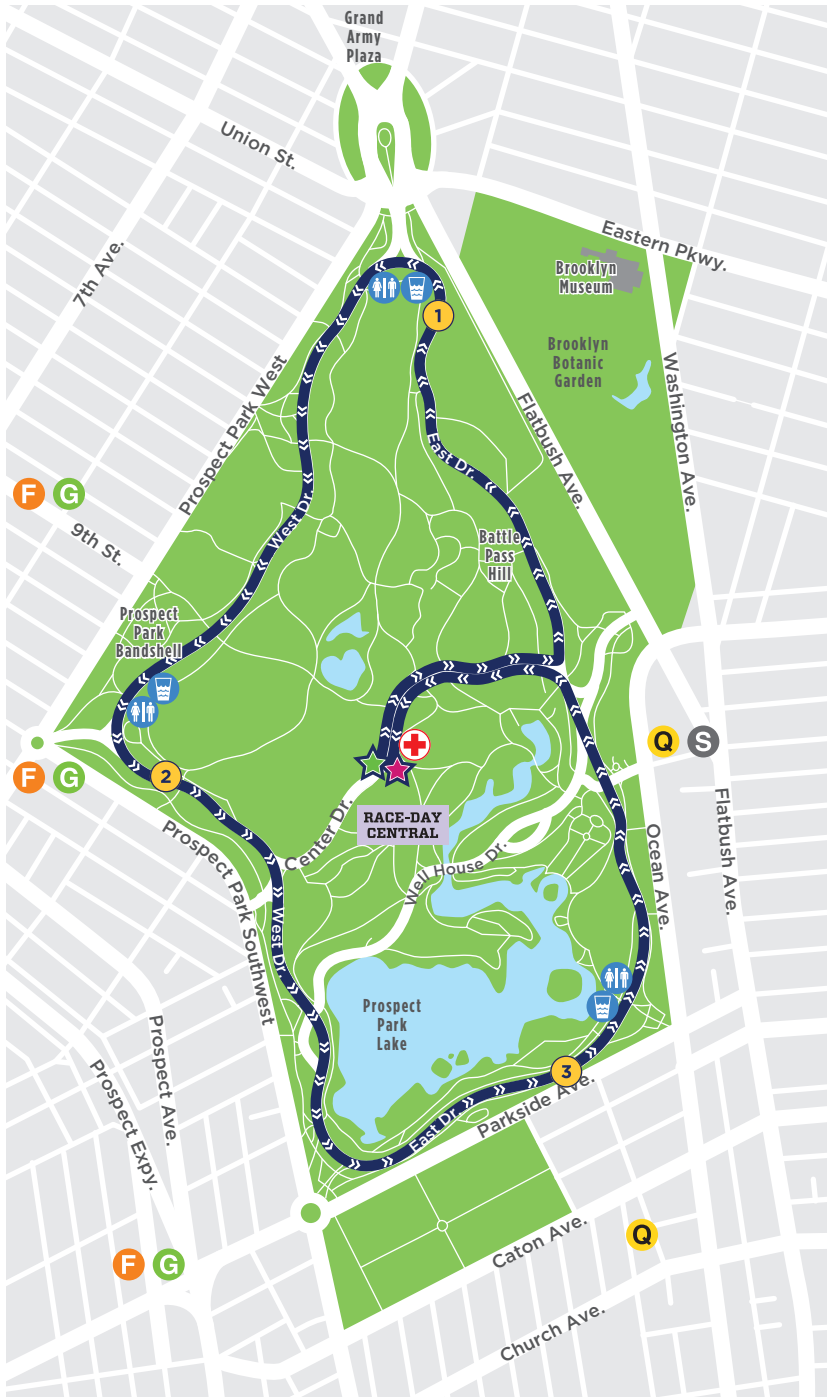 Grand
Army
Plaza
Union St.
Eastern Pkwy.
7th Ave.
Brooklyn
Museum
1
Brooklyn
Botanic
Garden
Prospect Park West
Washington Ave.
Flatbush Ave.
East Dr.
F G
9th St.
West Dr.
Battle
Pass
Hill
Prospect
Park
Bandshell
Q S
F G
2
RACE-DAY
CENTRAL
Center Dr.
Well House Dr.
Ocean Ave.
Flatbush Ave.
Prospect Park Southwest
West Dr.
Prospect
Park
Lake
Prospect Ave.
Prospect Expy.
3
Parkside Ave.
East Dr.
Caton Ave.
Q
F G
Church Ave.